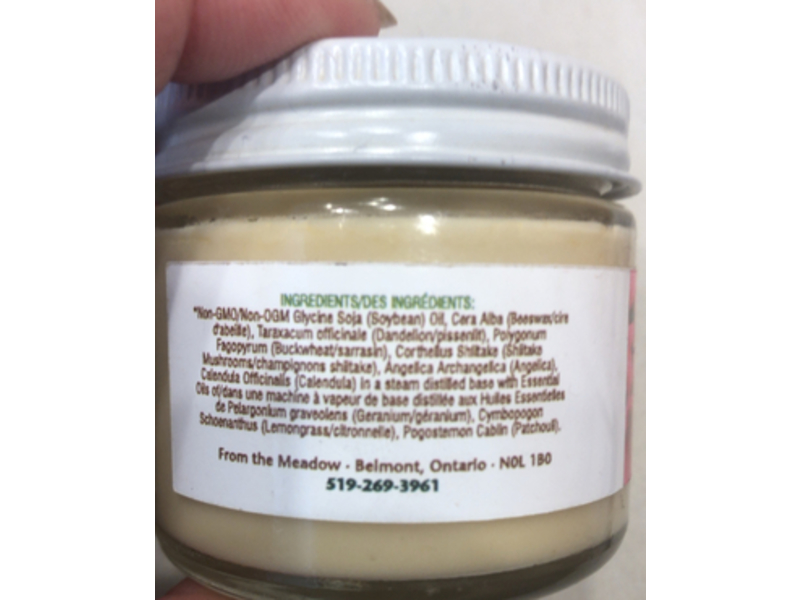 INGREDIENTS/DES INGRÉDIENTS:
*Non-GMO/Non-OGM Glycine Soja (Soybean) Oil, Cera Alba (Beeswax/cire
d'abeille), Taraxacum officinale (Dandelion/pissenlit), Polygonum
Fagopyrum (Buckwheat/sarrasin), Corthellus Shiitake (Shiitake
Mushrooms/champignons shiitake), Angelica Archangelica (Angelica),
Calendula Officinalis (Calendula) in a steam distilled base with Essential
Oils of/dans une machine à vapeur de base distillée aux Huiles Essentielles
de Pelargonium graveolens (Geranium/géranium), Cymbopogon
Schoenanthus (Lemongrass/citronnelle), Pogostemon Cablin (Patchouli).
From the Meadow · Belmont, Ontario · N0L 1B0
519-269-3961